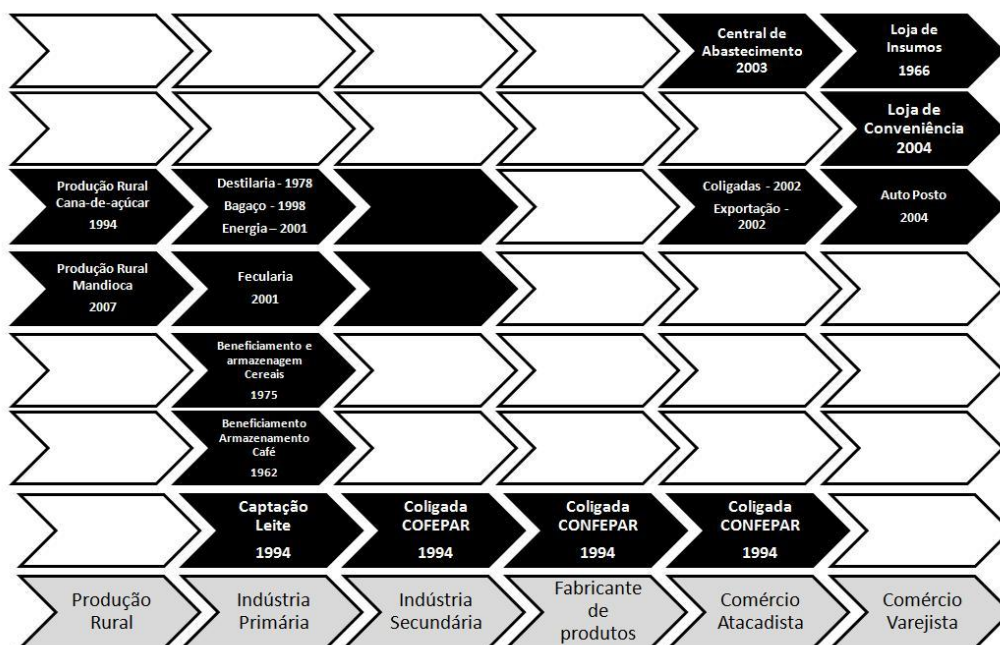 Central de
Abastecimento
2003
Loja de
Insumos
1966
Loja de
Conveniência
2004
Produção Rural
Cana-de-açúcar
1994
Destilaria - 1978
Bagaço - 1998
Energia – 2001
Coligadas - 2002
Exportação -
2002
Auto Posto
2004
Produção Rural
Mandioca
2007
Fecularia
2001
Beneficiamento e
armazenagem
Cereais
1975
Beneficiamento
Armazenamento
Café
1962
Captação
Leite
1994
Coligada
COFEPAR
1994
Coligada
CONFEPAR
1994
Coligada
CONFEPAR
1994
Produção
Rural
Indústria
Primária
Indústria
Secundária
Fabricante
de
produtos
Comércio
Atacadista
Comércio
Varejista